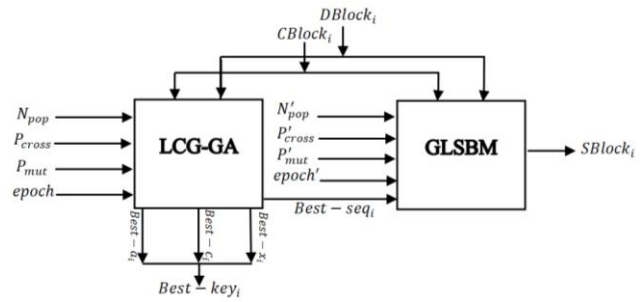 DBlock_i
CBlock_i
N_pop
P_cross
P_mut
epoch
LCG-GA
N'_pop
P'_cross
P'_mut
epoch'
GLSBM
SBlock_i
Best − seq_i
Best − a_i
Best − c_i
Best − x_i
Best − key_i